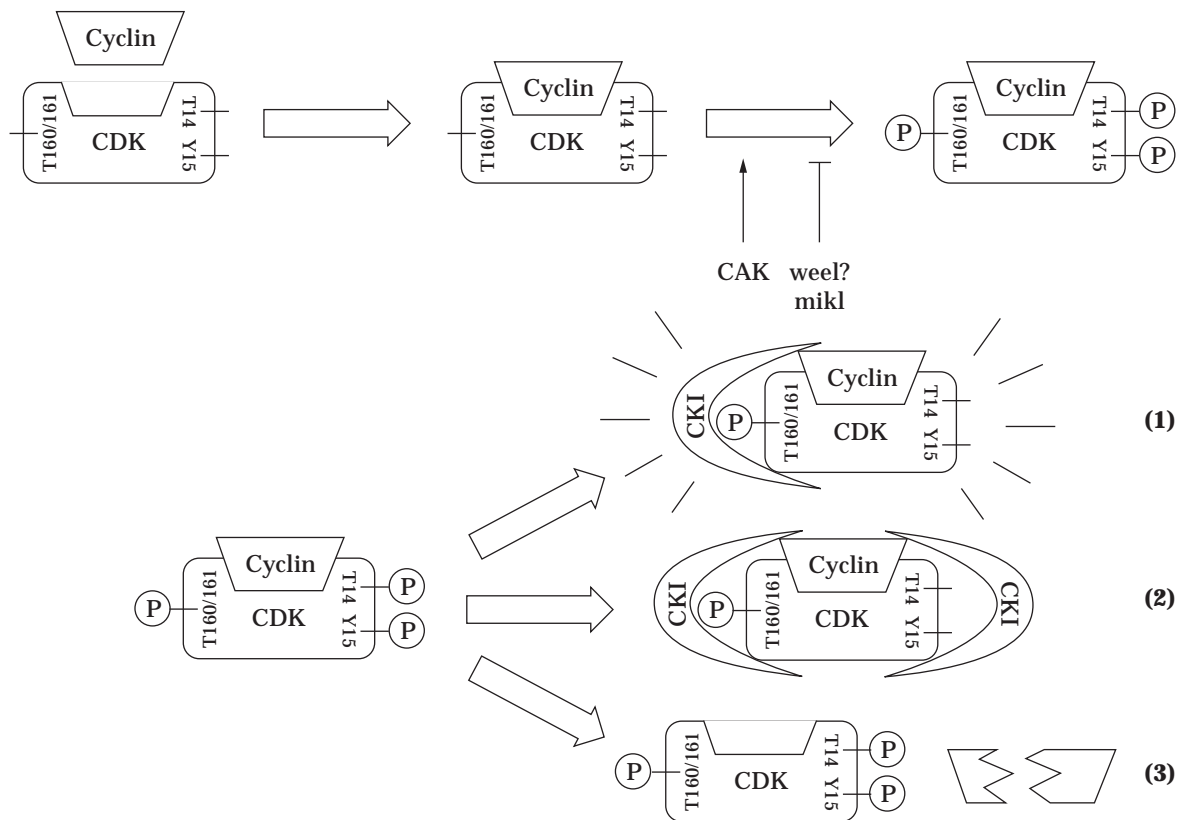 Cyclin
T160/161
CDK
T14 Y15
Cyclin
T160/161
CDK
T14 Y15
Cyclin
P
T160/161
CDK
T14 Y15
P
P
CAK
weel?
mikl
CKI
P
T160/161
Cyclin
CDK
T14 Y15
(1)
P
T160/161
Cyclin
CDK
T14 Y15
P
P
CKI
P
T160/161
Cyclin
CDK
T14 Y15
CKI
(2)
P
T160/161
CDK
T14 Y15
P
P
(3)